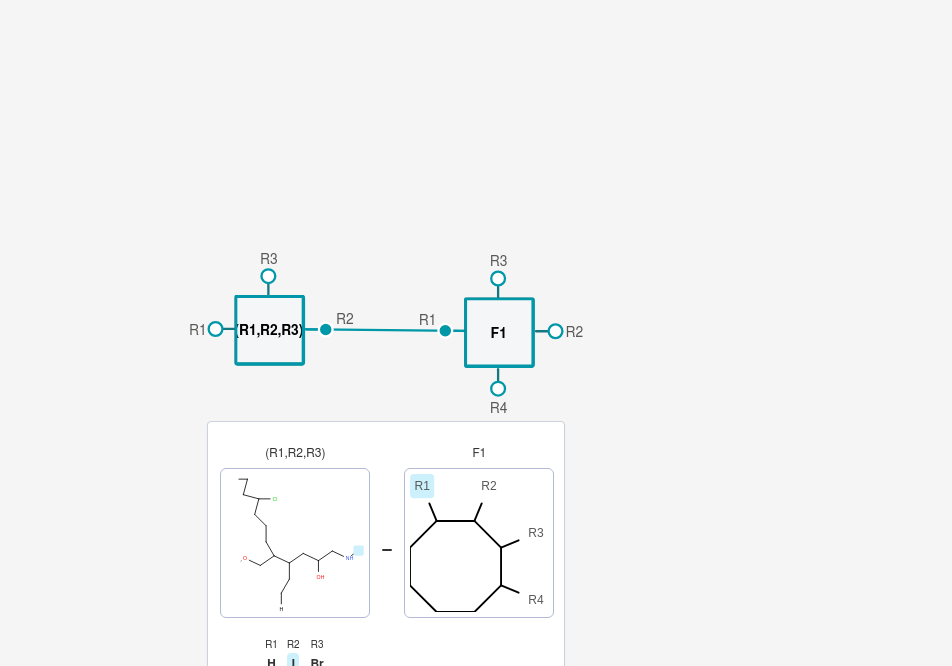 R3
R3
R1
(R1,R2,R3)
R2
R1
F1
R2
R4
(R1,R2,R3)
F1
R1
R2
R3
R4
Cl
O
NH
OH
H
R1 R2 R3
H I Br